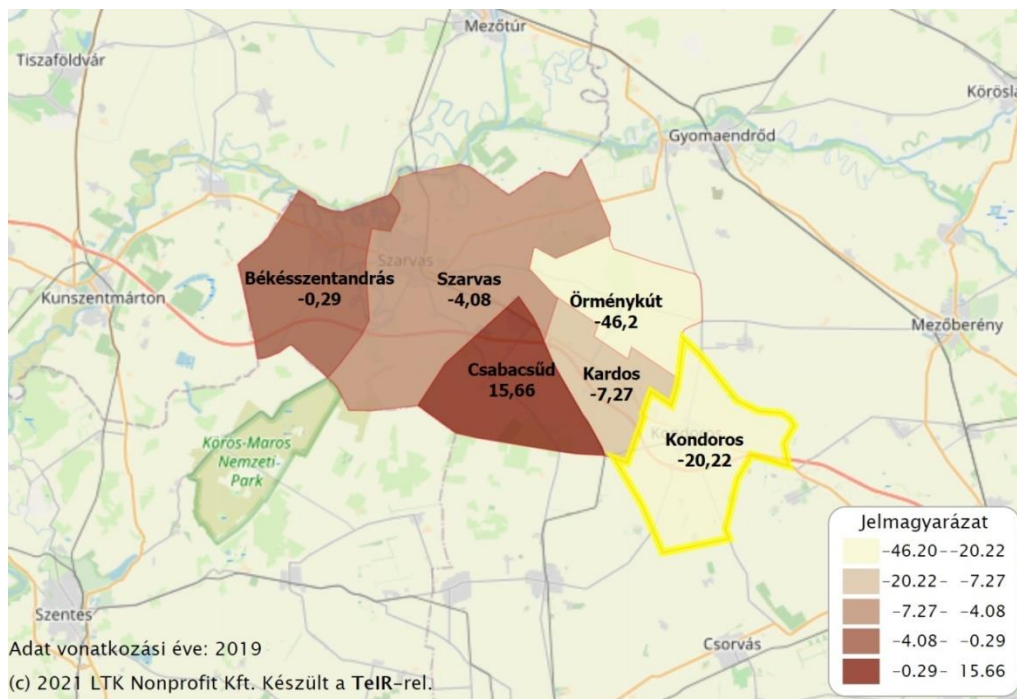 Mezőtúr
Tiszaföldvár
Gyomaendrőd
Szarvas
Békésszentandrás
-0,29
Szarvas
-4,08
Kunszentmárton
Örménykút
-46,2
Mezőberény
Csabacsűd
15,66
Kardos
-7,27
Kondoros
Kondoros
-20,22
Körös-Maros
Nemzeti-
Park
Szentes
Csorvás
Jelmagyarázat
-46.20--20.22
-20.22- -7.27
-7.27- -4.08
-4.08- -0.29
-0.29- 15.66
Adat vonatkozási éve: 2019
(c) 2021 LTK Nonprofit Kft. Készült a TeIR-rel.